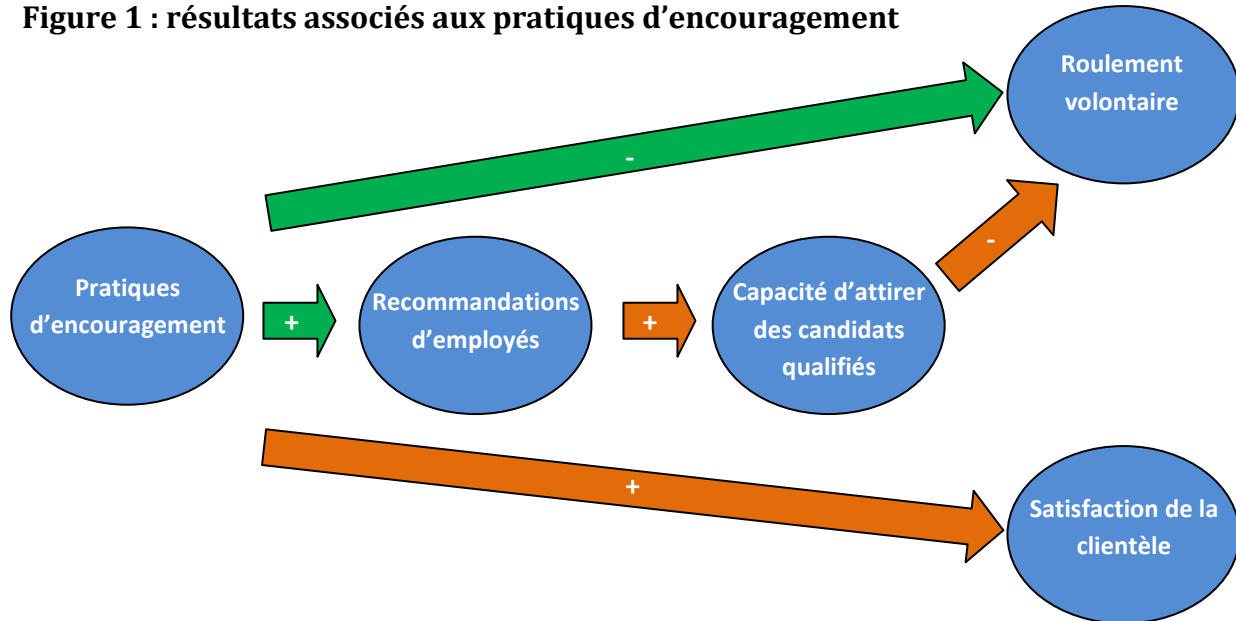 Figure 1 : résultats associés aux pratiques d’encouragement
Roulement
volontaire
-
-
Pratiques
d’encouragement
+
Recommandations
d’employés
+
Capacité d’attirer
des candidats
qualifiés
+
Satisfaction de la
clientèle